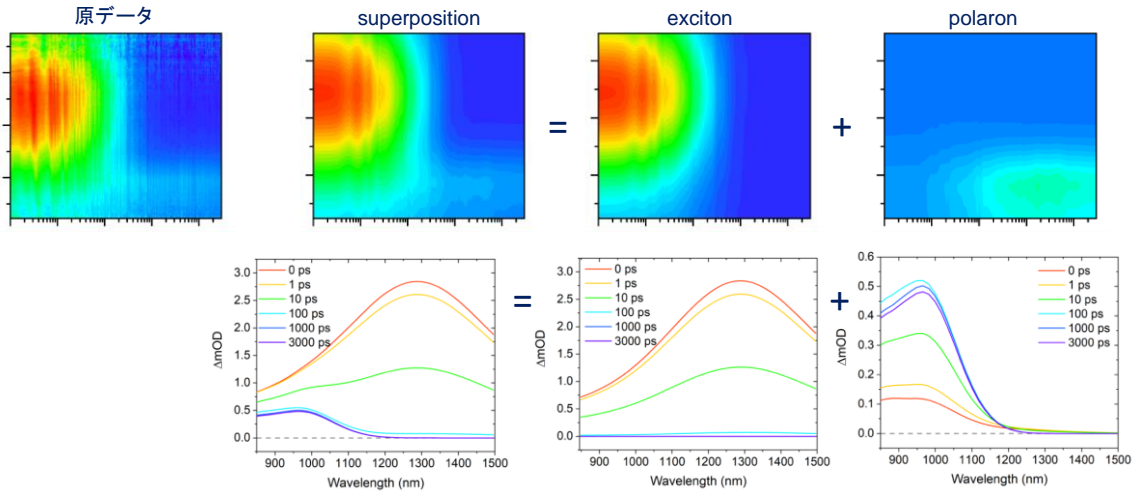 原データ
superposition
exciton
polaron
=
+
3.0
2.5
2.0
1.5
1.0
0.5
0.0
ΔmOD
0 ps
1 ps
10 ps
100 ps
1000 ps
3000 ps
900 1000 1100 1200 1300 1400 1500
Wavelength (nm)
=
3.0
2.5
2.0
1.5
1.0
0.5
0.0
ΔmOD
0 ps
1 ps
10 ps
100 ps
1000 ps
3000 ps
900 1000 1100 1200 1300 1400 1500
Wavelength (nm)
+
0.6
0.5
0.4
0.3
0.2
0.1
0.0
ΔmOD
0 ps
1 ps
10 ps
100 ps
1000 ps
3000 ps
900 1000 1100 1200 1300 1400 1500
Wavelength (nm)